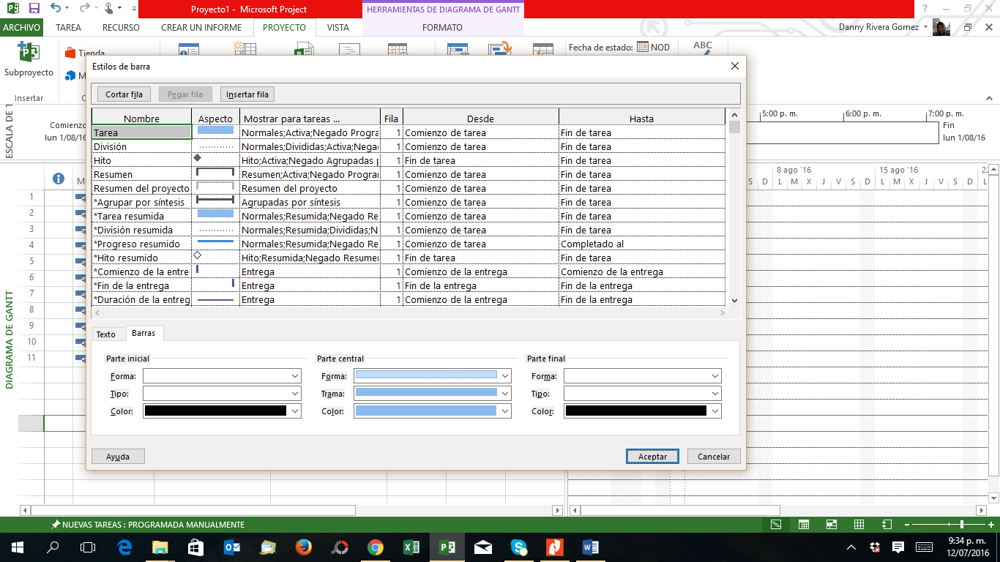 Proyecto1 - Microsoft Project
HERRAMIENTAS DE DIAGRAMA DE GANTT
ARCHIVO TAREA RECURSO CREAR UN INFORME PROYECTO VISTA FORMATO Danny Rivera Gomez
Subproyecto
Tienda
Insertar
Fecha de estado: NOD
ABC
Estilos de barra
Cortar fila Pegar fila Insertar fila
Nombre Aspecto Mostrar para tareas ... Fila Desde Hasta
Tarea Normales;Activa;Negado Progra 1 Comienzo de tarea Fin de tarea
División Normales;Divididas;Activa;Negad 1 Comienzo de tarea Fin de tarea
Hito Hito;Activa;Negado Agrupadas p 1 Fin de tarea Fin de tarea
Resumen Resumen;Activa;Negado Program 1 Comienzo de tarea Fin de tarea
Resumen del proyecto Resumen del proyecto 1 Comienzo de tarea Fin de tarea
*Agrupar por síntesis Agrupadas por síntesis 1 Comienzo de tarea Fin de tarea
*Tarea resumida Normales;Resumida;Negado Re 1 Comienzo de tarea Fin de tarea
*División resumida Normales;Resumida;Divididas;N 1 Comienzo de tarea Fin de tarea
*Progreso resumido Normales;Resumida;Negado Re 1 Comienzo de tarea Completado al
*Hito resumido Hito;Resumida;Negado Resumen 1 Fin de tarea Fin de tarea
*Comienzo de la entre Entrega 1 Comienzo de la entrega Comienzo de la entrega
*Fin de la entrega Entrega 1 Fin de la entrega Fin de la entrega
*Duración de la entreg Entrega 1 Comienzo de la entrega Fin de la entrega
Texto Barras
Parte inicial Parte central Parte final
Forma: Forma: Forma:
Tipo: Trama: Tipo:
Color: Color: Color:
Ayuda Aceptar Cancelar
ESCALA DE T
Comienzo
lun 1/08/16
5:00 p. m. 6:00 p. m. 7:00 p. m.
Fin
lun 1/08/16
8 ago '16 15 ago '16 22
S D L M X J V S D L M X J V S D L
DIAGRAMA DE GANTT
M
1
2
3
4
5
6
7
8
9
10
11
NUEVAS TAREAS : PROGRAMADA MANUALMENTE
9:34 p. m.
12/07/2016